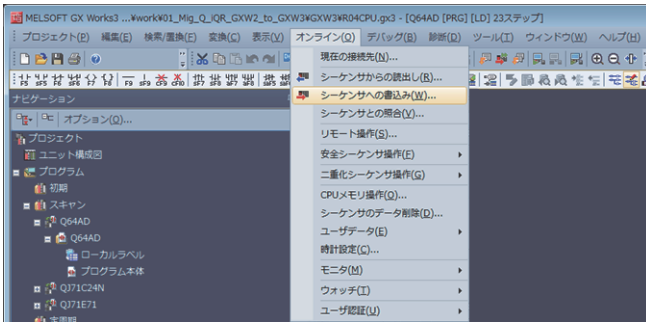 MELSOFT GX Works3 ...¥work¥01_Mig_Q_iQR_GXW2_to_GXW3¥GXW3¥R04CPU.gx3 - [Q64AD [PRG] [LD] 23ステップ]
プロジェクト(P) 編集(E) 検索/置換(F) 変換(C) 表示(V) オンライン(O) デバッグ(B) 診断(D) ツール(T) ウィンドウ(W) ヘルプ(H)
現在の接続先(N)...
シーケンサからの読出し(R)...
シーケンサへの書込み(W)...
シーケンサとの照合(V)...
リモート操作(S)...
安全シーケンサ操作(F)
二重化シーケンサ操作(G)
CPUメモリ操作(O)...
シーケンサのデータ削除(D)...
ユーザデータ(E)
時計設定(C)...
モニタ(M)
ウォッチ(T)
ユーザ認証(U)
ナビゲーション
オプション(O)...
プロジェクト
ユニット構成図
プログラム
初期
スキャン
Q64AD
Q64AD
ローカルラベル
プログラム本体
QJ71C24N
QJ71E71
定周期